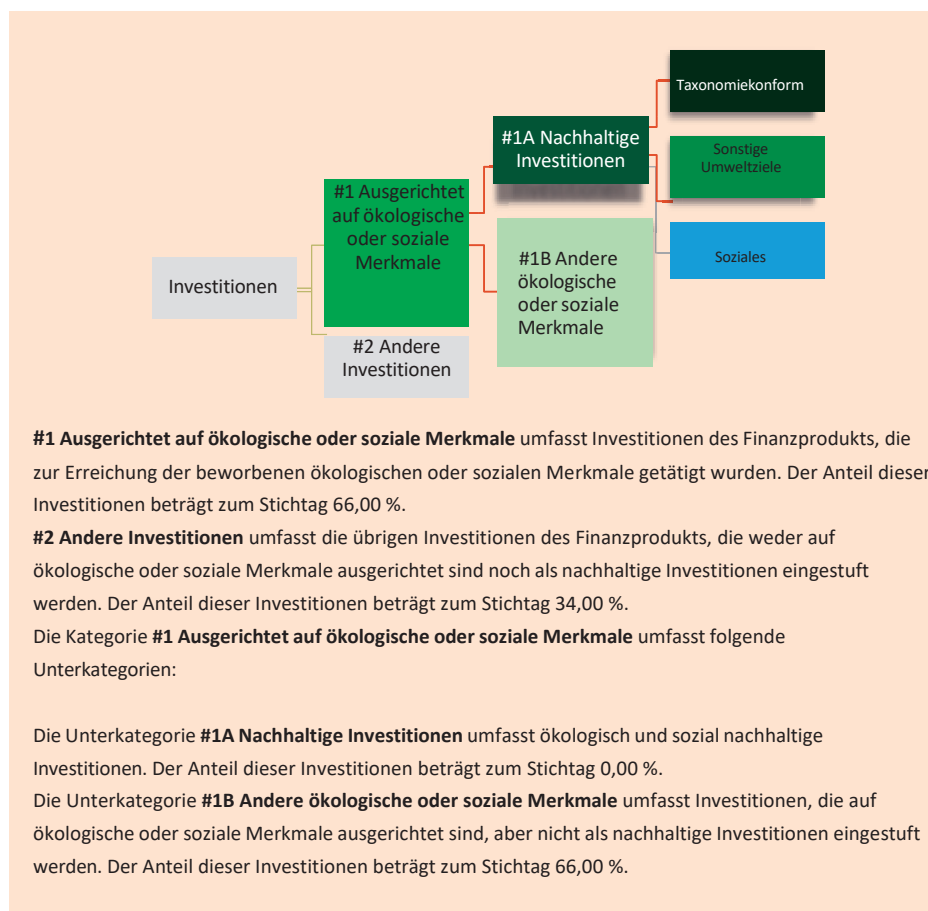 Taxonomiekonform
#1A Nachhaltige
Investitionen
Sonstige
Umweltziele
#1 Ausgerichtet
auf ökologische
oder soziale
Merkmale
Soziales
#1B Andere
ökologische
oder soziale
Merkmale
Investitionen
#2 Andere
Investitionen
#1 Ausgerichtet auf ökologische oder soziale Merkmale umfasst Investitionen des Finanzprodukts, die
zur Erreichung der beworbenen ökologischen oder sozialen Merkmale getätigt wurden. Der Anteil dieser
Investitionen beträgt zum Stichtag 66,00 %.
#2 Andere Investitionen umfasst die übrigen Investitionen des Finanzprodukts, die weder auf
ökologische oder soziale Merkmale ausgerichtet sind noch als nachhaltige Investitionen eingestuft
werden. Der Anteil dieser Investitionen beträgt zum Stichtag 34,00 %.
Die Kategorie #1 Ausgerichtet auf ökologische oder soziale Merkmale umfasst folgende
Unterkategorien:
Die Unterkategorie #1A Nachhaltige Investitionen umfasst ökologisch und sozial nachhaltige
Investitionen. Der Anteil dieser Investitionen beträgt zum Stichtag 0,00 %.
Die Unterkategorie #1B Andere ökologische oder soziale Merkmale umfasst Investitionen, die auf
ökologische oder soziale Merkmale ausgerichtet sind, aber nicht als nachhaltige Investitionen eingestuft
werden. Der Anteil dieser Investitionen beträgt zum Stichtag 66,00 %.